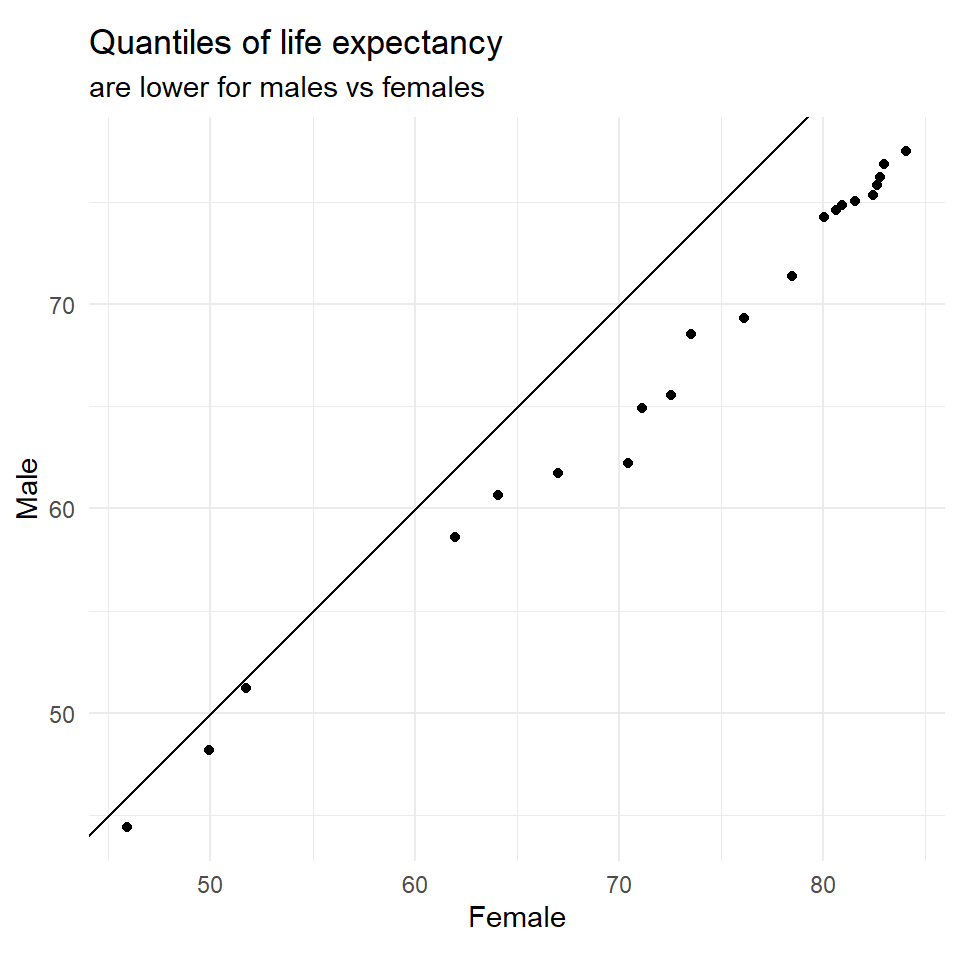 Quantiles of life expectancy
are lower for males vs females
Male
70
60
50
50 60 70 80
Female